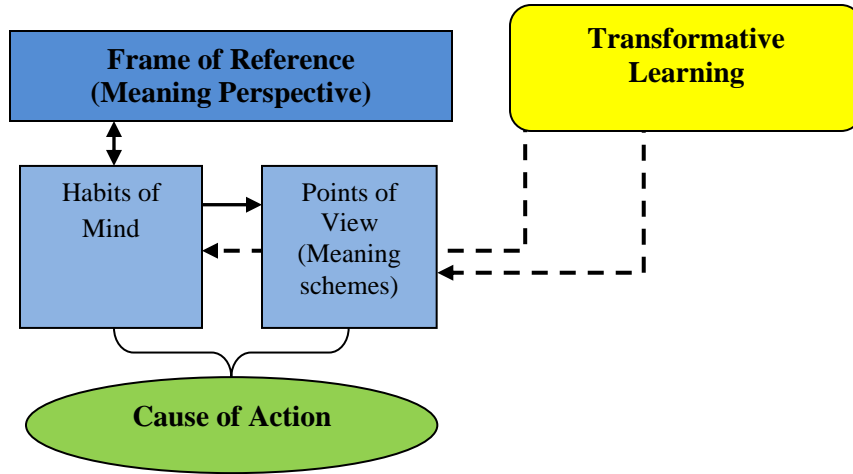 Frame of Reference
(Meaning Perspective)
Transformative
Learning
Habits of
Mind
Points of
View
(Meaning
schemes)
Cause of Action